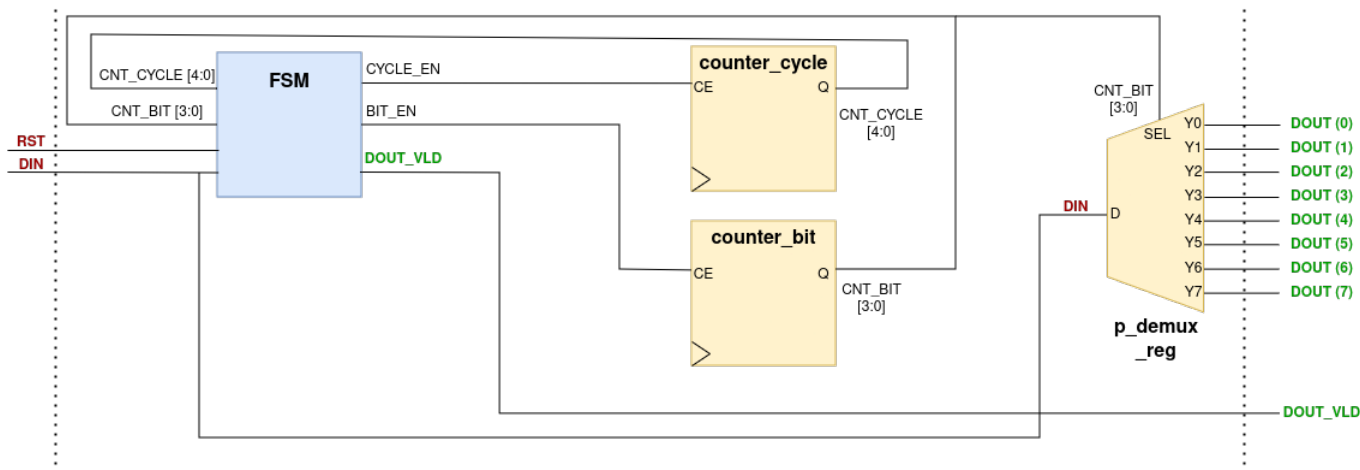 FSM
CNT_CYCLE [4:0]
CNT_BIT [3:0]
RST
DIN
CYCLE_EN
BIT_EN
DOUT_VLD
counter_cycle
CE
Q
CNT_CYCLE
[4:0]
counter_bit
CE
Q
CNT_BIT
[3:0]
CNT_BIT
[3:0]
SEL
DIN
D
Y0
Y1
Y2
Y3
Y4
Y5
Y6
Y7
p_demux
_reg
DOUT (0)
DOUT (1)
DOUT (2)
DOUT (3)
DOUT (4)
DOUT (5)
DOUT (6)
DOUT (7)
DOUT_VLD